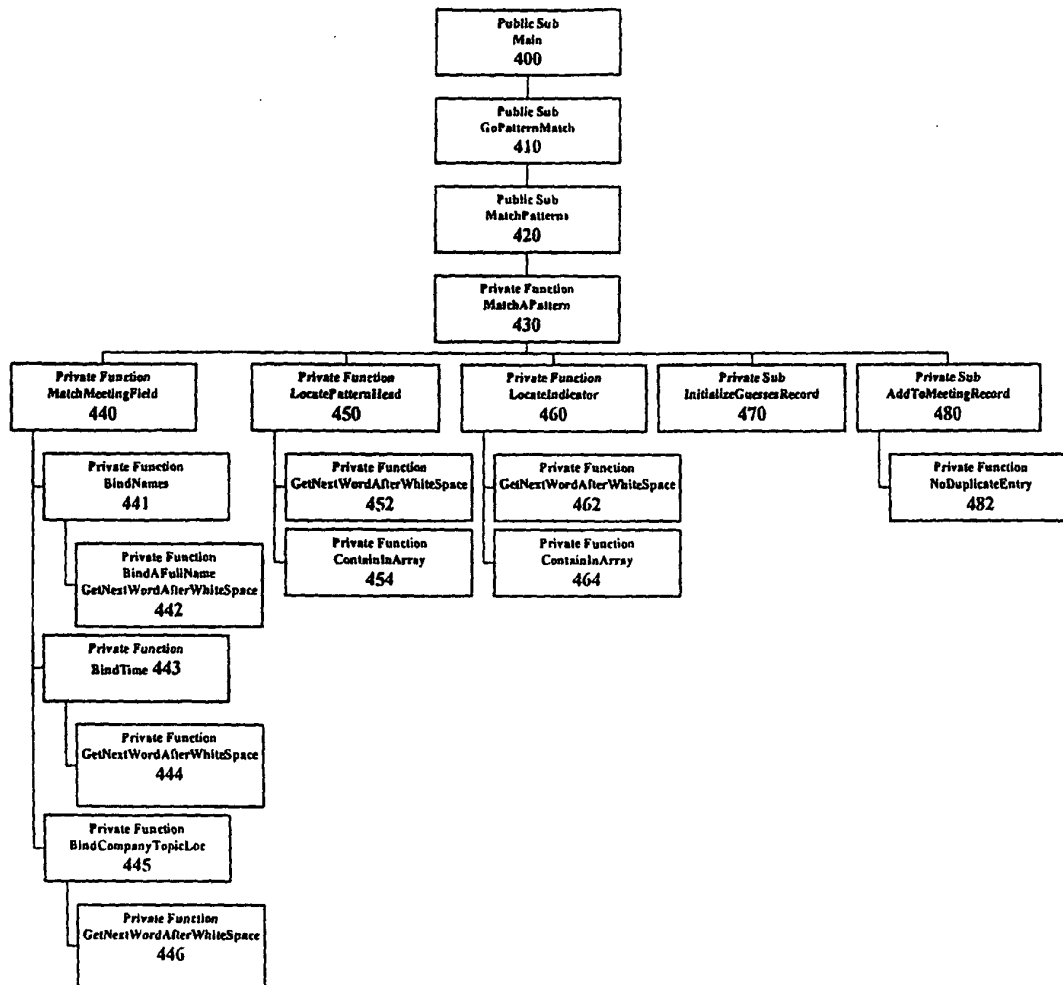 Public Sub
Main
400
Public Sub
GoPatternMatch
410
Public Sub
MatchPatterns
420
Private Function
MatchAPattern
430
Private Function
MatchMeetingField
440
Private Function
LocatePatternHead
450
Private Function
LocateIndicator
460
Private Sub
InitializeGuessesRecord
470
Private Sub
AddToMeetingRecord
480
Private Function
BindNames
441
Private Function
GetNextWordAfterWhiteSpace
452
Private Function
GetNextWordAfterWhiteSpace
462
Private Function
NoDuplicateEntry
482
Private Function
ContainInArray
454
Private Function
ContainInArray
464
Private Function
BindAFullName
GetNextWordAfterWhiteSpace
442
Private Function
BindTime 443
Private Function
GetNextWordAfterWhiteSpace
444
Private Function
BindCompanyTopicLoc
445
Private Function
GetNextWordAfterWhiteSpace
446